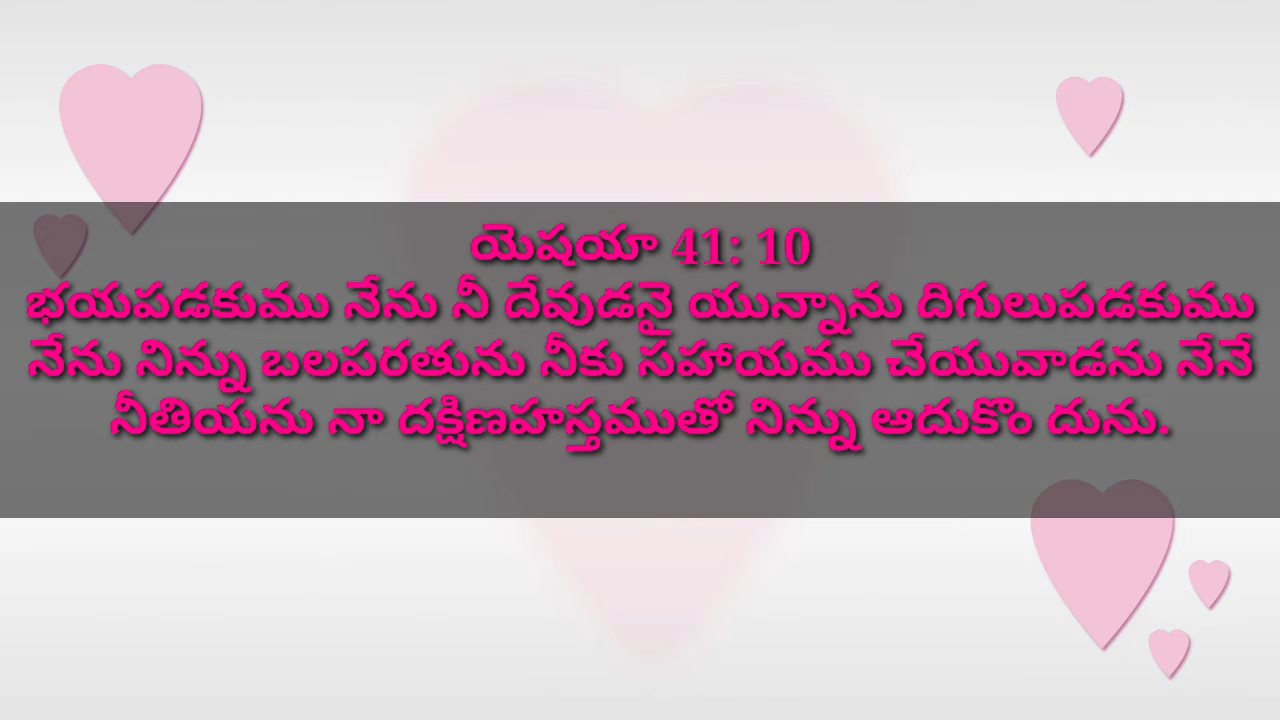 యెషయా 41: 10
భయపడకుము నేను నీ దేవుడనై యున్నాను దిగులుపడకుము
నేను నిన్ను బలపరతును నీకు సహాయము చేయువాడను నేనే
నీతియను నా దక్షిణహస్తముతో నిన్ను ఆదుకొం దును.